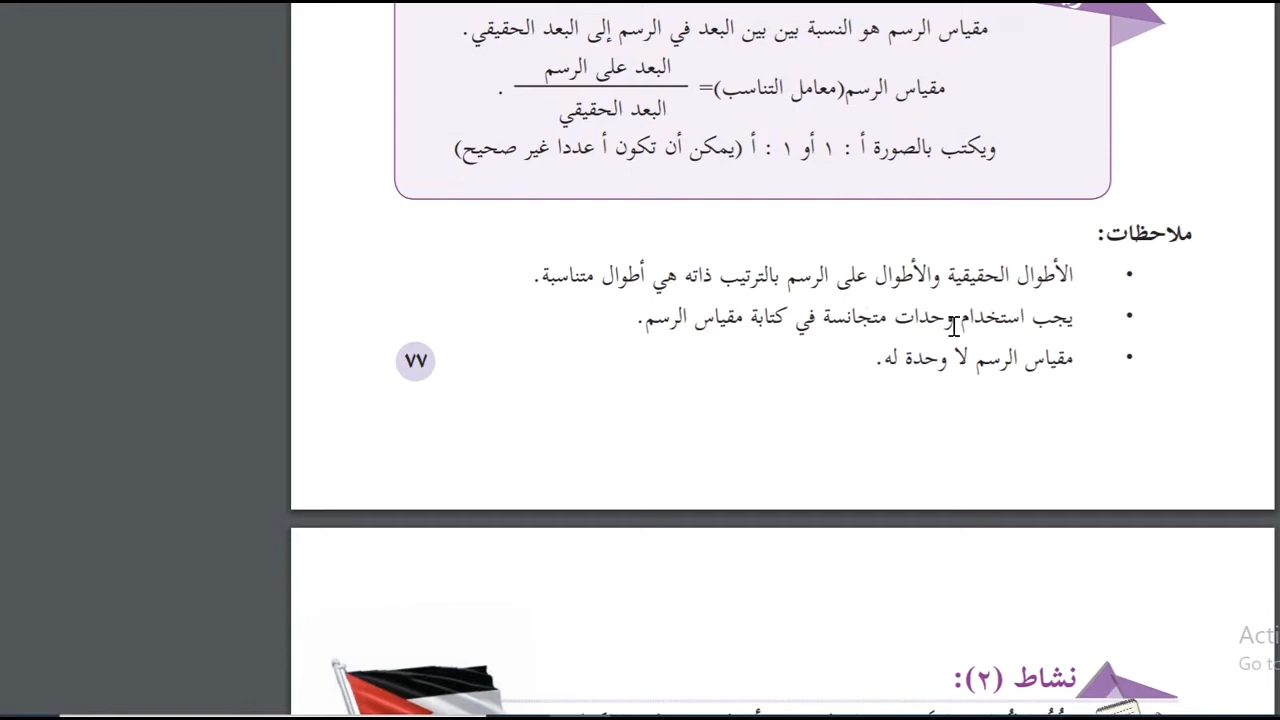 مقياس الرسم هو النسبة بين بين البعد في الرسم إلى البعد الحقيقي.
مقياس الرسم(معامل التناسب)= البعد على الرسم
البعد الحقيقي .
ويكتب بالصورة أ : ١ أو ١ : أ (يمكن أن تكون أ عددا غير صحيح)
ملاحظات:
• الأطوال الحقيقية والأطوال على الرسم بالترتيب ذاته هي أطوال متناسبة.
• يجب استخدام وحدات متجانسة في كتابة مقياس الرسم.
• مقياس الرسم لا وحدة له.
٧٧
Acti
Go to
نشاط (٢):